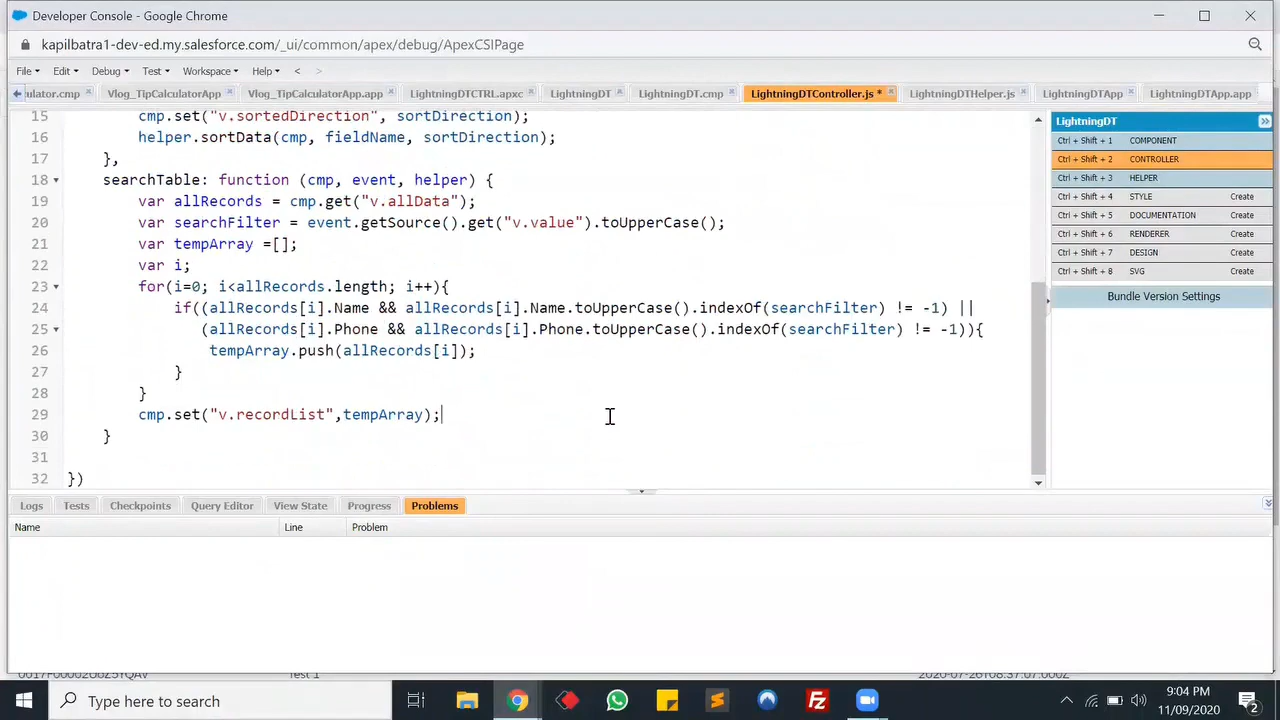 Developer Console - Google Chrome
kapilbatra1-dev-ed.my.salesforce.com/_ui/common/apex/debug/ApexCSIPage
File Edit Debug Test Workspace Help < >
ulator.cmp Vlog_TipCalculatorApp Vlog_TipCalculatorApp.app LightningDTCTRL.apxc LightningDT LightningDT.cmp LightningDTController.js * LightningDTHelper.js LightningDTApp LightningDTApp.app
15 cmp.set("v.sortedDirection", sortDirection);
16 helper.sortData(cmp, fieldName, sortDirection);
17 },
18 searchTable: function (cmp, event, helper) {
19 var allRecords = cmp.get("v.allData");
20 var searchFilter = event.getSource().get("v.value").toUpperCase();
21 var tempArray =[];
22 var i;
23 for(i=0; i<allRecords.length; i++){
24 if((allRecords[i].Name && allRecords[i].Name.toUpperCase().indexOf(searchFilter) != -1) ||
25 (allRecords[i].Phone && allRecords[i].Phone.toUpperCase().indexOf(searchFilter) != -1)){
26 tempArray.push(allRecords[i]);
27 }
28 }
29 cmp.set("v.recordList",tempArray);
30 }
31
32 })
LightningDT
Ctrl + Shift + 1 COMPONENT
Ctrl + Shift + 2 CONTROLLER
Ctrl + Shift + 3 HELPER
Ctrl + Shift + 4 STYLE Create
Ctrl + Shift + 5 DOCUMENTATION Create
Ctrl + Shift + 6 RENDERER Create
Ctrl + Shift + 7 DESIGN Create
Ctrl + Shift + 8 SVG Create
Bundle Version Settings
Logs Tests Checkpoints Query Editor View State Progress Problems
Name Line Problem
Test 1
Type here to search
9:04 PM
11/09/2020
2